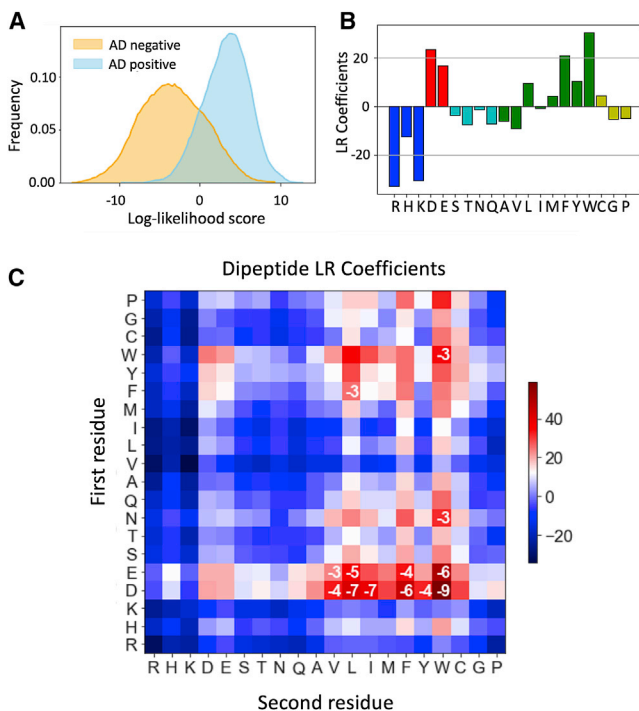 A
AD negative
AD positive
Frequency
0.10
0.05
0.00
-10 0 10
Log-likelihood score
B
LR Coefficients
20
0
-20
R H K D E S T N Q A V L I M F Y W C G P
C
Dipeptide LR Coefficients
First residue
P
G
C
W -3
Y
F -3
M
I
L
V
A
Q
N -3
T
S
E -3 -5 -4 -6
D -4 -7 -7 -6 -4 -9
K
H
R
R H K D E S T N Q A V L I M F Y W C G P
Second residue
40
20
0
−20